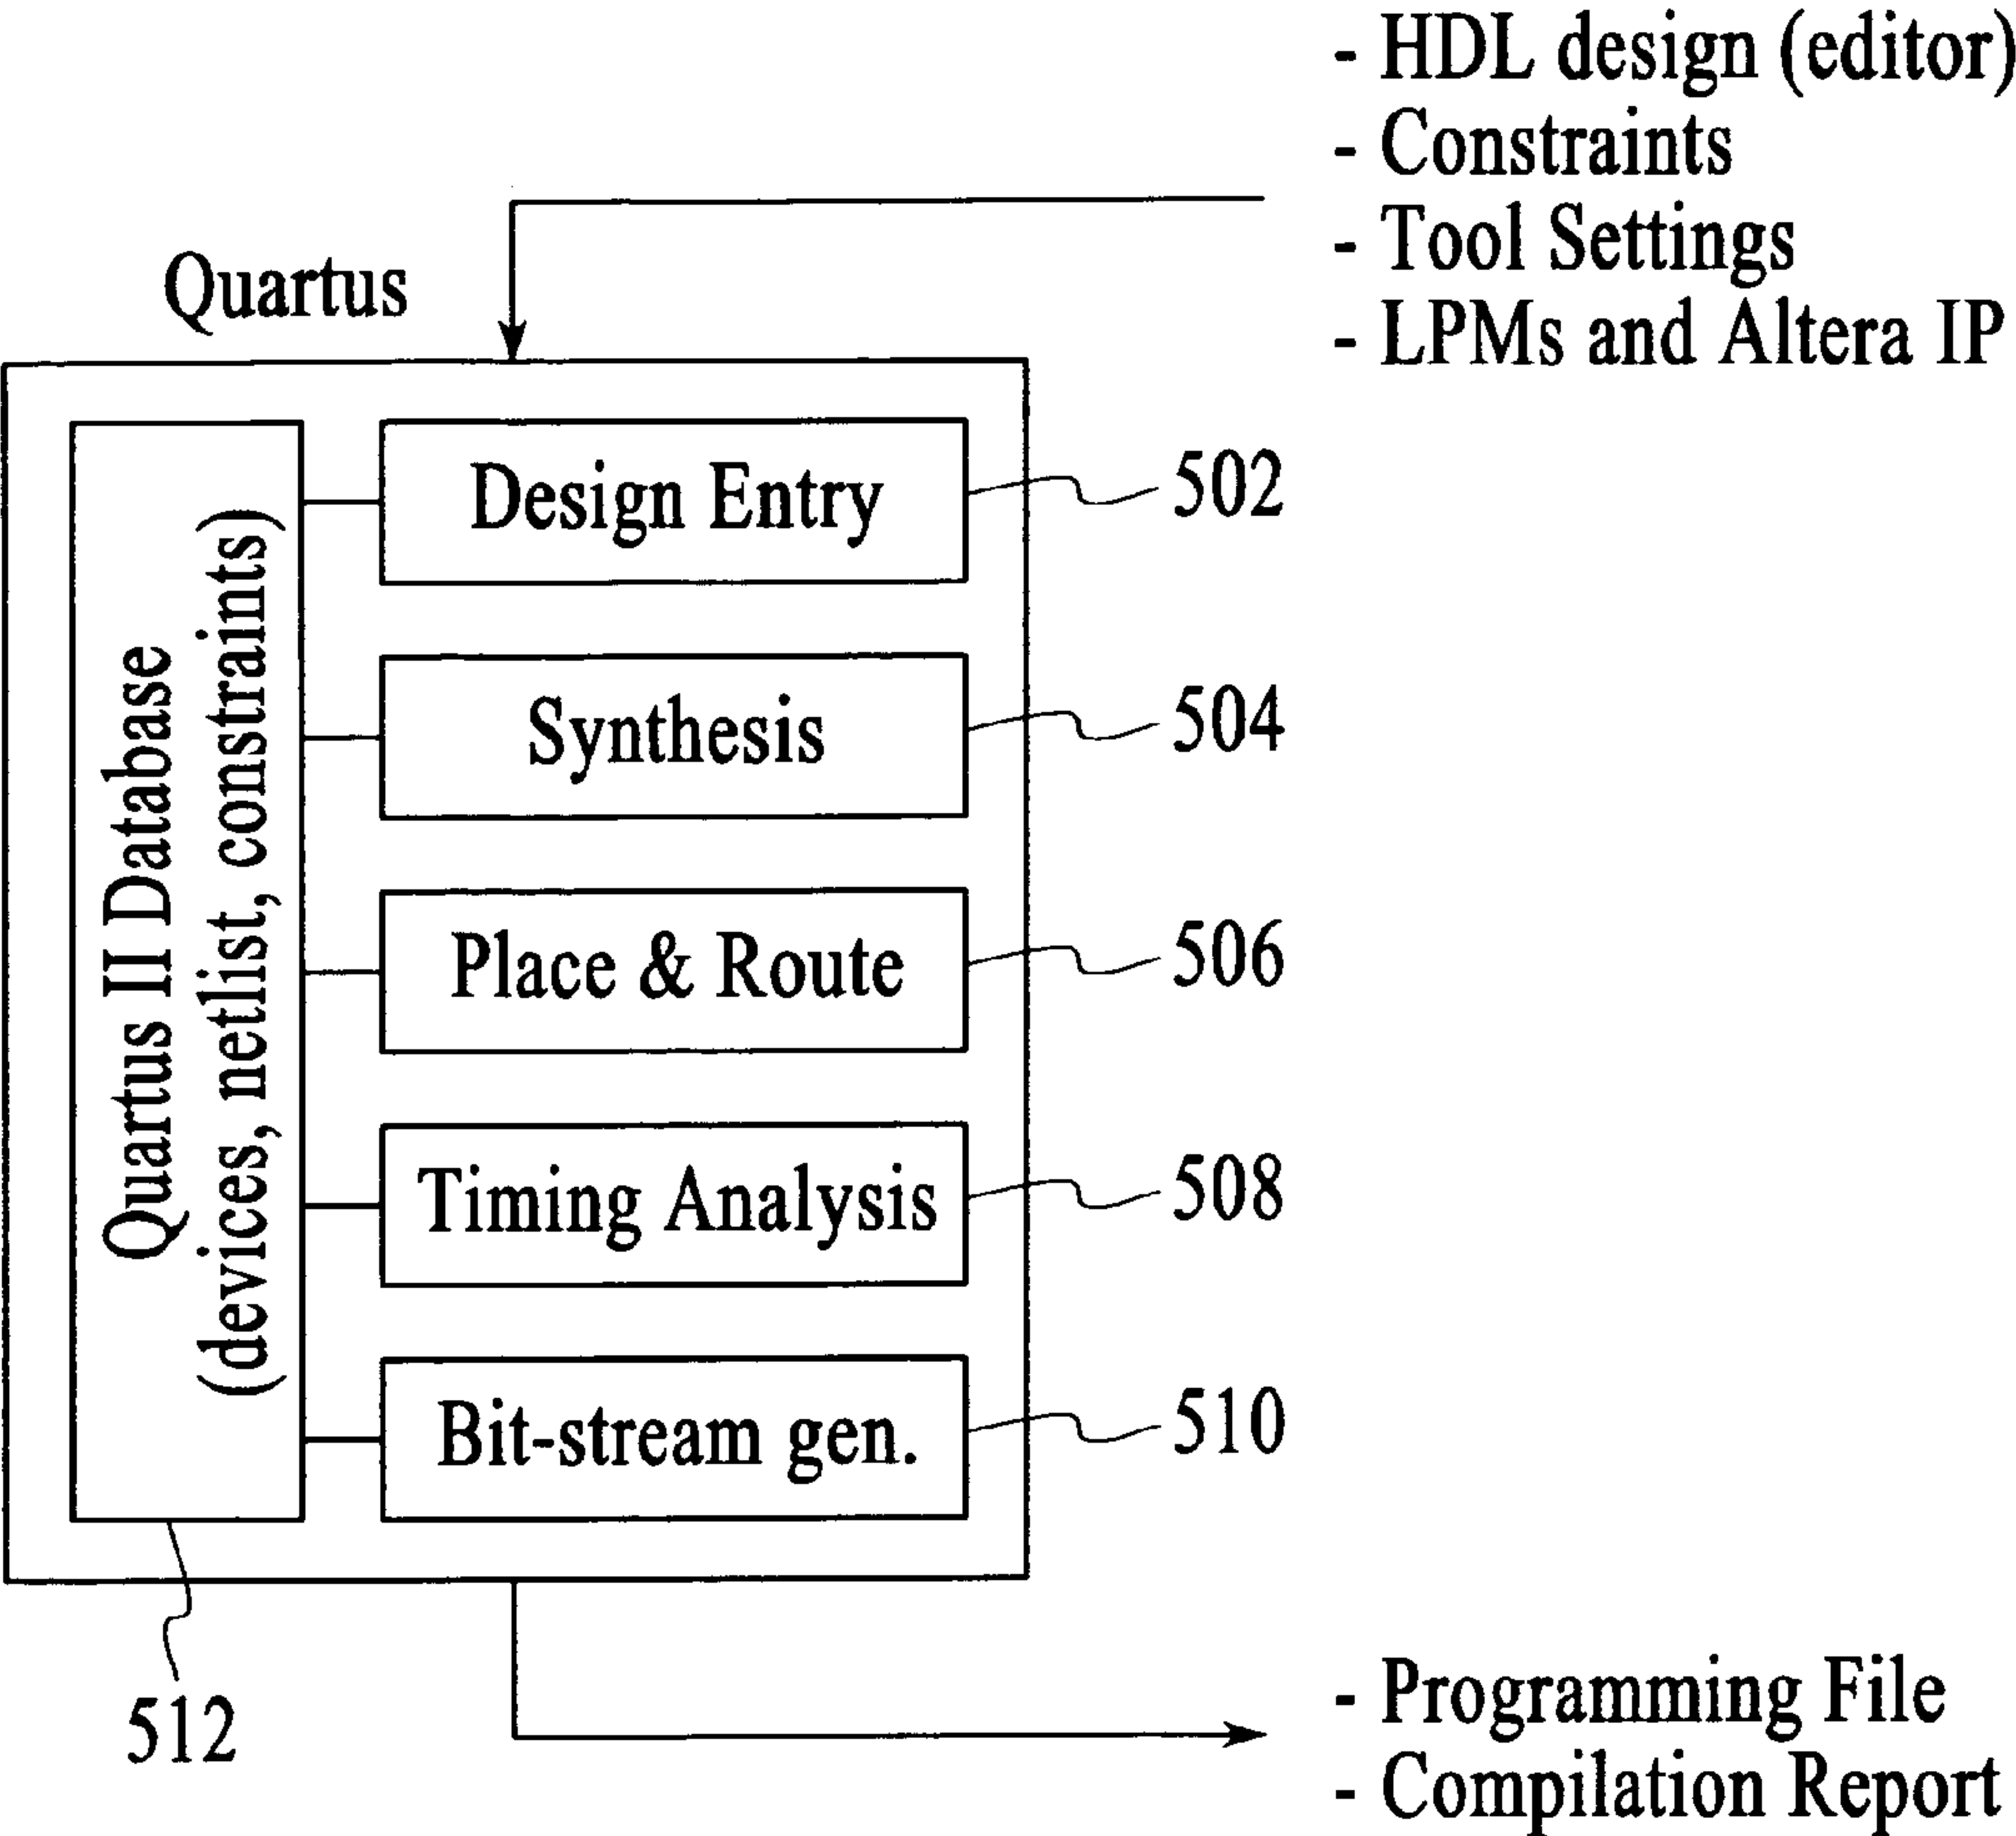 - HDL design (editor)
- Constraints
- Tool Settings
- LPMs and Altera IP
Quartus
Quartus III Database
(devices, netlist, constraints)
Design Entry
502
Synthesis
504
Place & Route
506
Timing Analysis
508
Bit-stream gen.
510
512
- Programming File
- Compilation Report